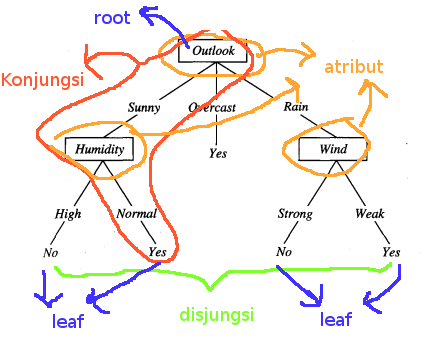 root
Outlook
Konjungsi
atribut
Sunny
Overcast
Rain
Humidity
Yes
Wind
High
Normal
Strong
Weak
No
Yes
No
Yes
leaf
disjungsi
leaf